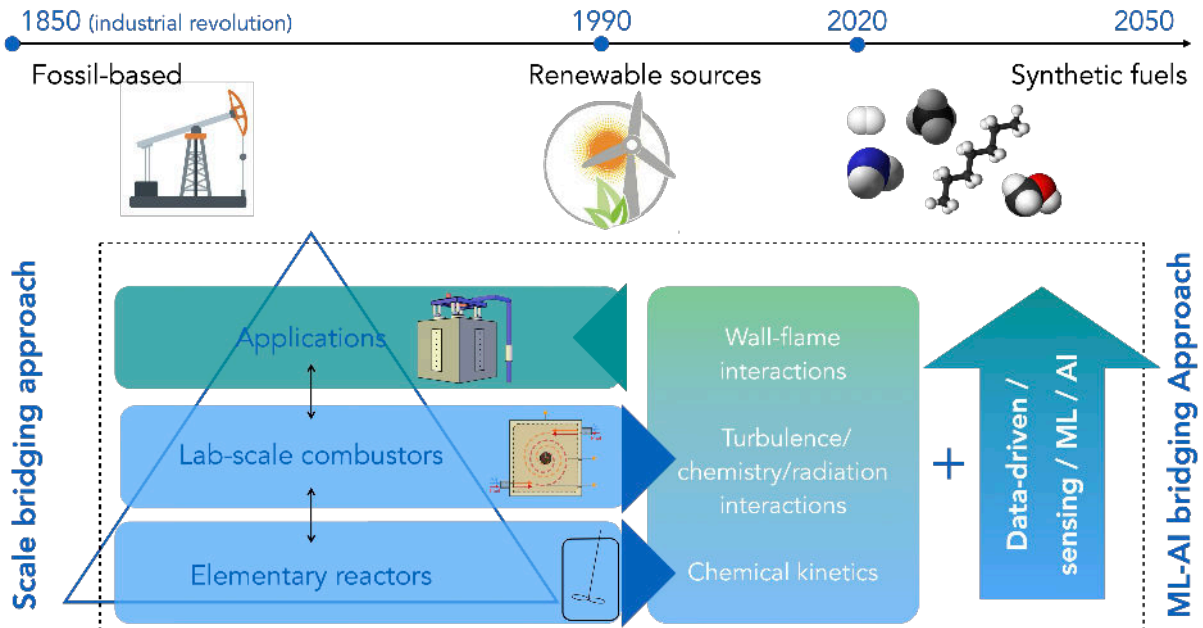 1850 (industrial revolution)
1990
2020
2050
Fossil-based
Renewable sources
Synthetic fuels
Scale bridging approach
Applications
Lab-scale combustors
Elementary reactors
Wall-flame
interactions
Turbulence/
chemistry/radiation
interactions
Chemical kinetics
+
Data-driven /
sensing / ML / AI
ML-AI bridging Approach